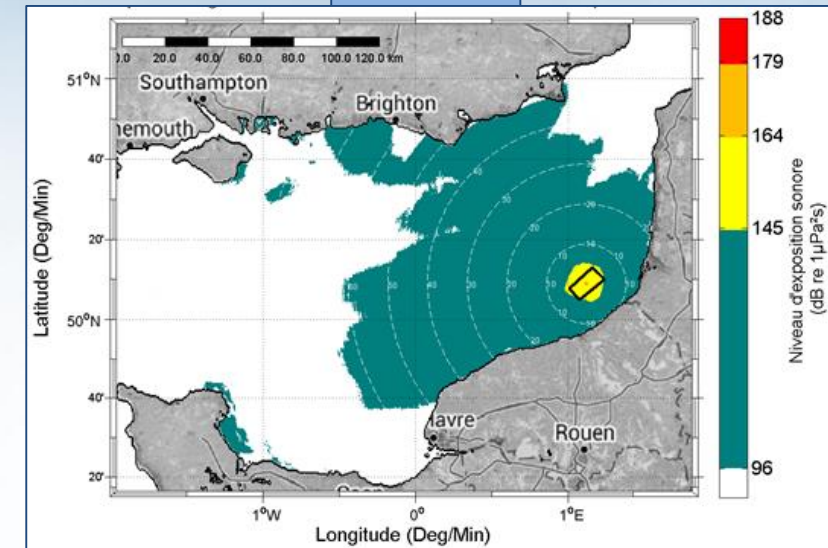 188
179
164
145
96
Niveau d'exposition sonore
(dB re 1µPa²s)
0.0 20.0 40.0 60.0 80.0 100.0 120.0 km
Southampton
Brighton
nemouth
avre
Rouen
51°N
40'
20'
50°N
40'
20'
Latitude (Deg/Min)
1°W
0°
1°E
Longitude (Deg/Min)